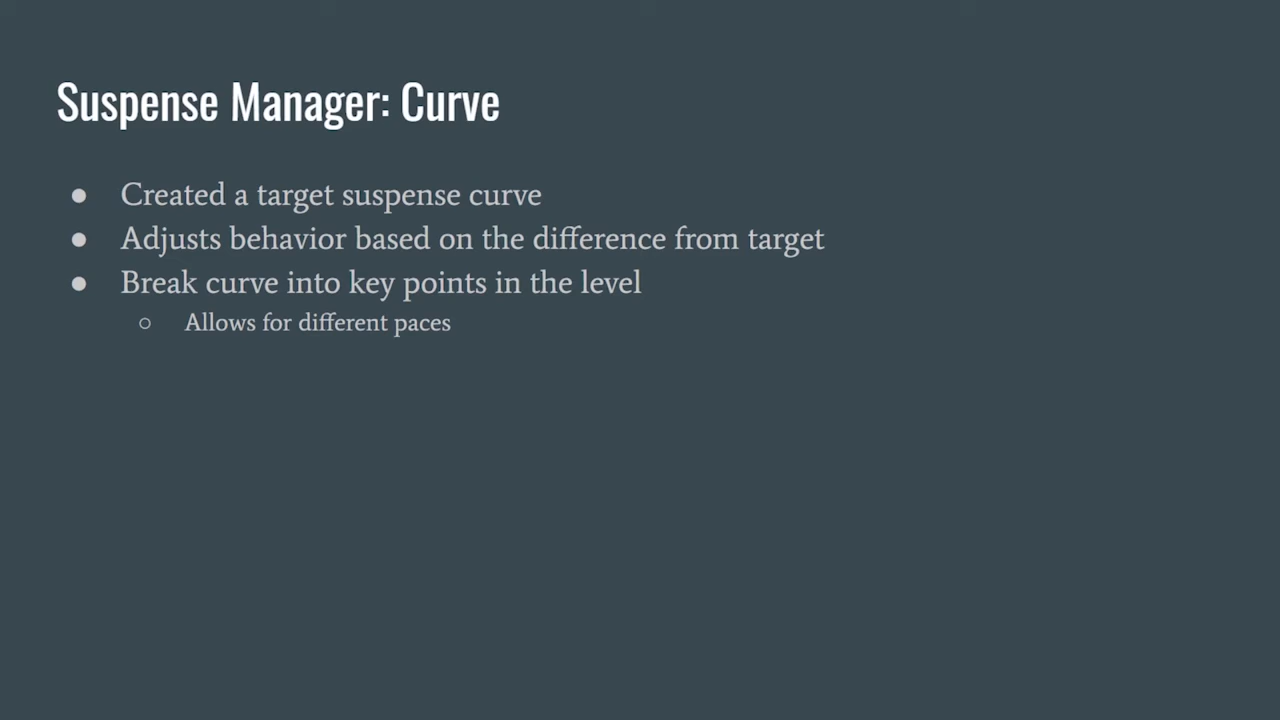 Suspense Manager: Curve
● Created a target suspense curve
● Adjusts behavior based on the difference from target
● Break curve into key points in the level
○ Allows for different paces